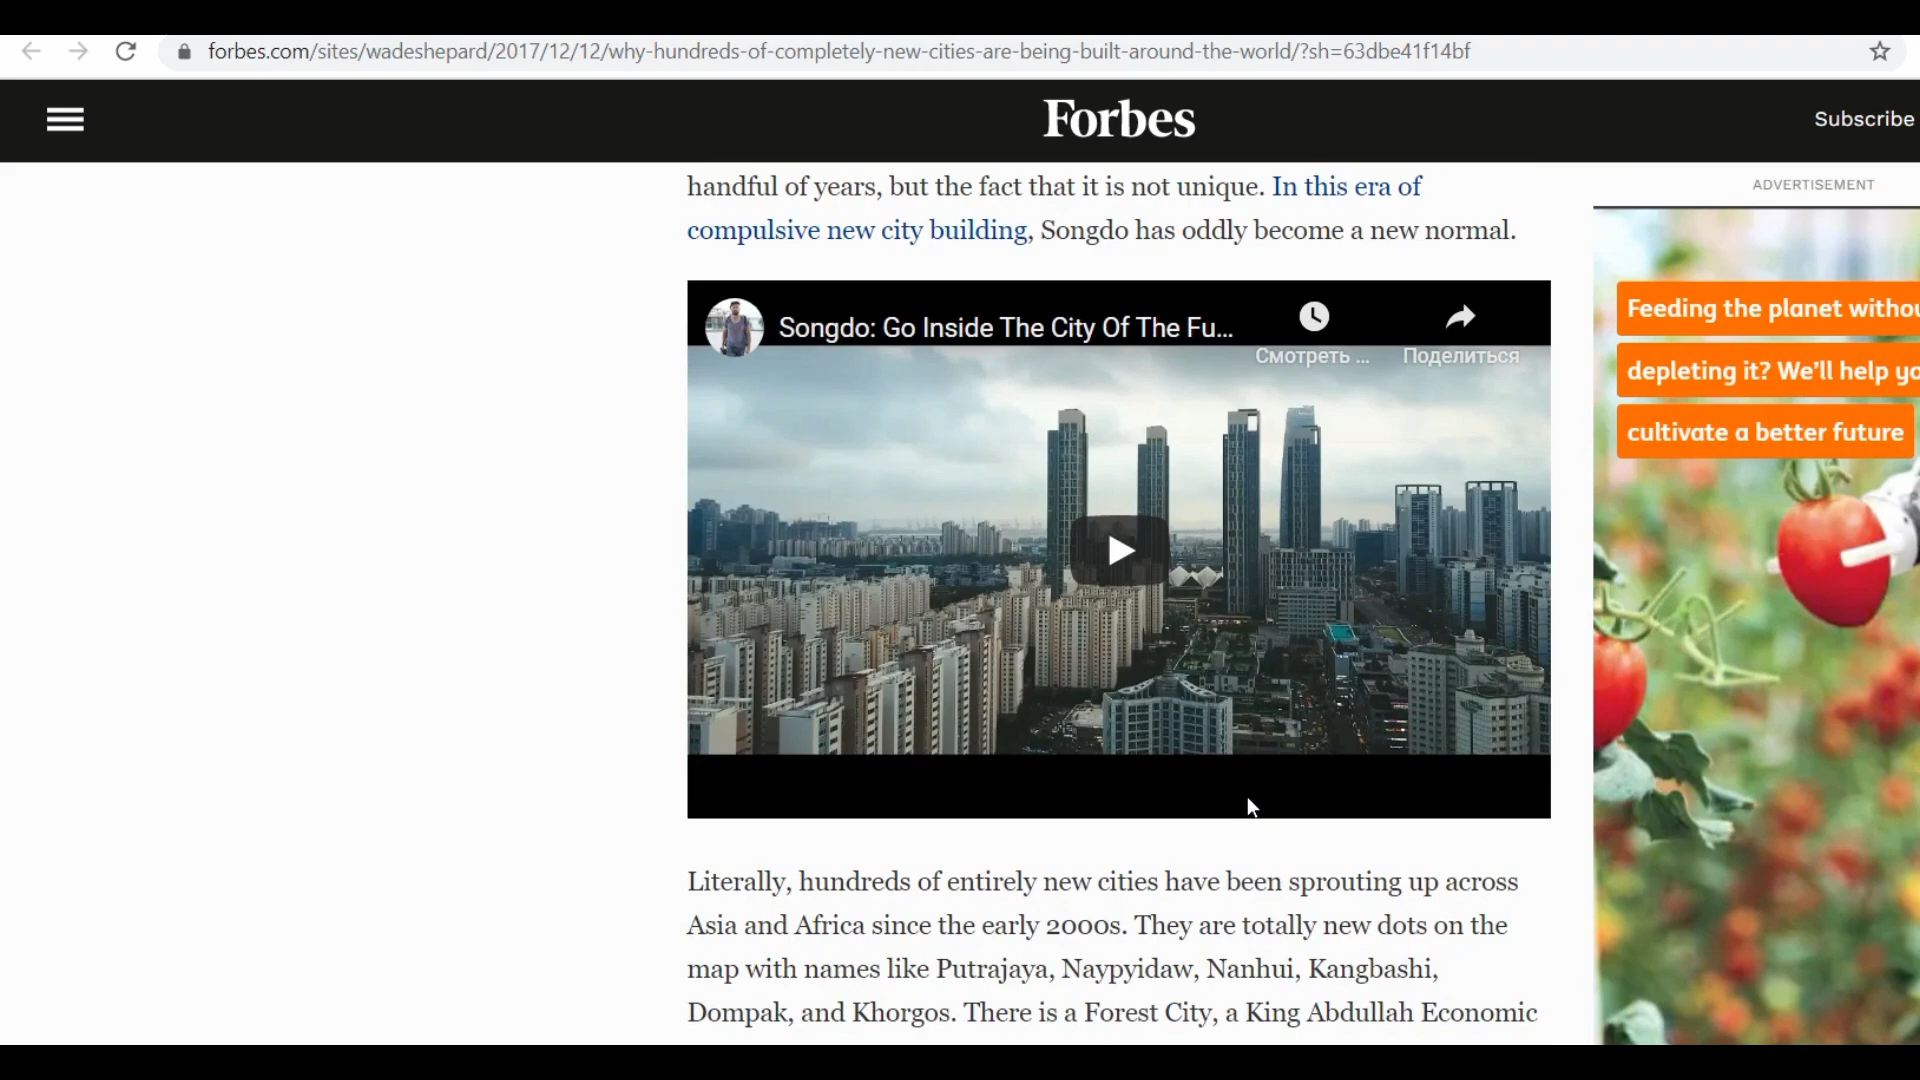 forbes.com/sites/wadeshepard/2017/12/12/why-hundreds-of-completely-new-cities-are-being-built-around-the-world/?sh=63dbe41f14bf
Forbes
Subscribe
handful of years, but the fact that it is not unique. In this era of
compulsive new city building, Songdo has oddly become a new normal.
Songdo: Go Inside The City Of The Fu...
Смотреть ...
Поделиться
Literally, hundreds of entirely new cities have been sprouting up across
Asia and Africa since the early 2000s. They are totally new dots on the
map with names like Putrajaya, Naypyidaw, Nanhui, Kangbashi,
Dompak, and Khorgos. There is a Forest City, a King Abdullah Economic
ADVERTISEMENT
Feeding the planet withou
depleting it? We'll help yo
cultivate a better future